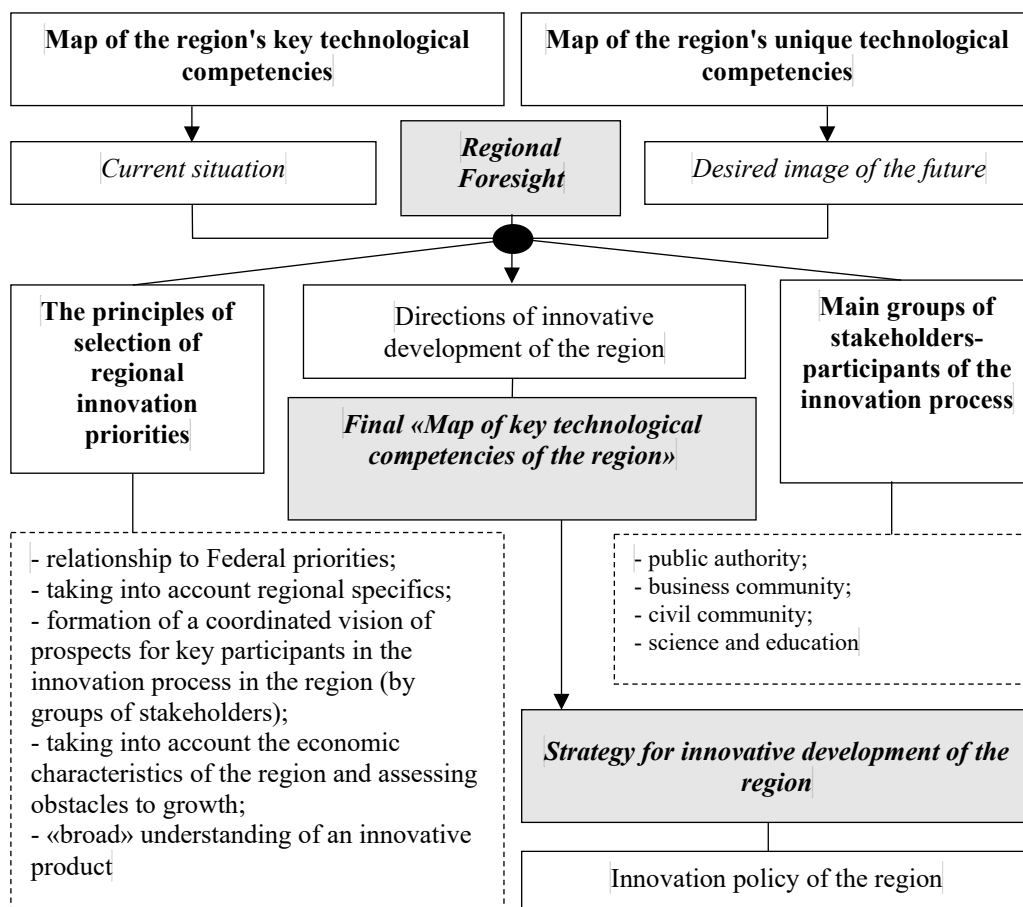 Map of the region's key technological
competencies
Map of the region's unique technological
competencies
Current situation
Regional
Foresight
Desired image of the future
The principles of
selection of
regional
innovation
priorities
Directions of innovative
development of the region
Main groups of
stakeholders-
participants of the
innovation process
Final «Map of key technological
competencies of the region»
- relationship to Federal priorities;
- taking into account regional specifics;
- formation of a coordinated vision of
prospects for key participants in the
innovation process in the region (by
groups of stakeholders);
- taking into account the economic
characteristics of the region and assessing
obstacles to growth;
- «broad» understanding of an innovative
product
- public authority;
- business community;
- civil community;
- science and education
Strategy for innovative development of the
region
Innovation policy of the region